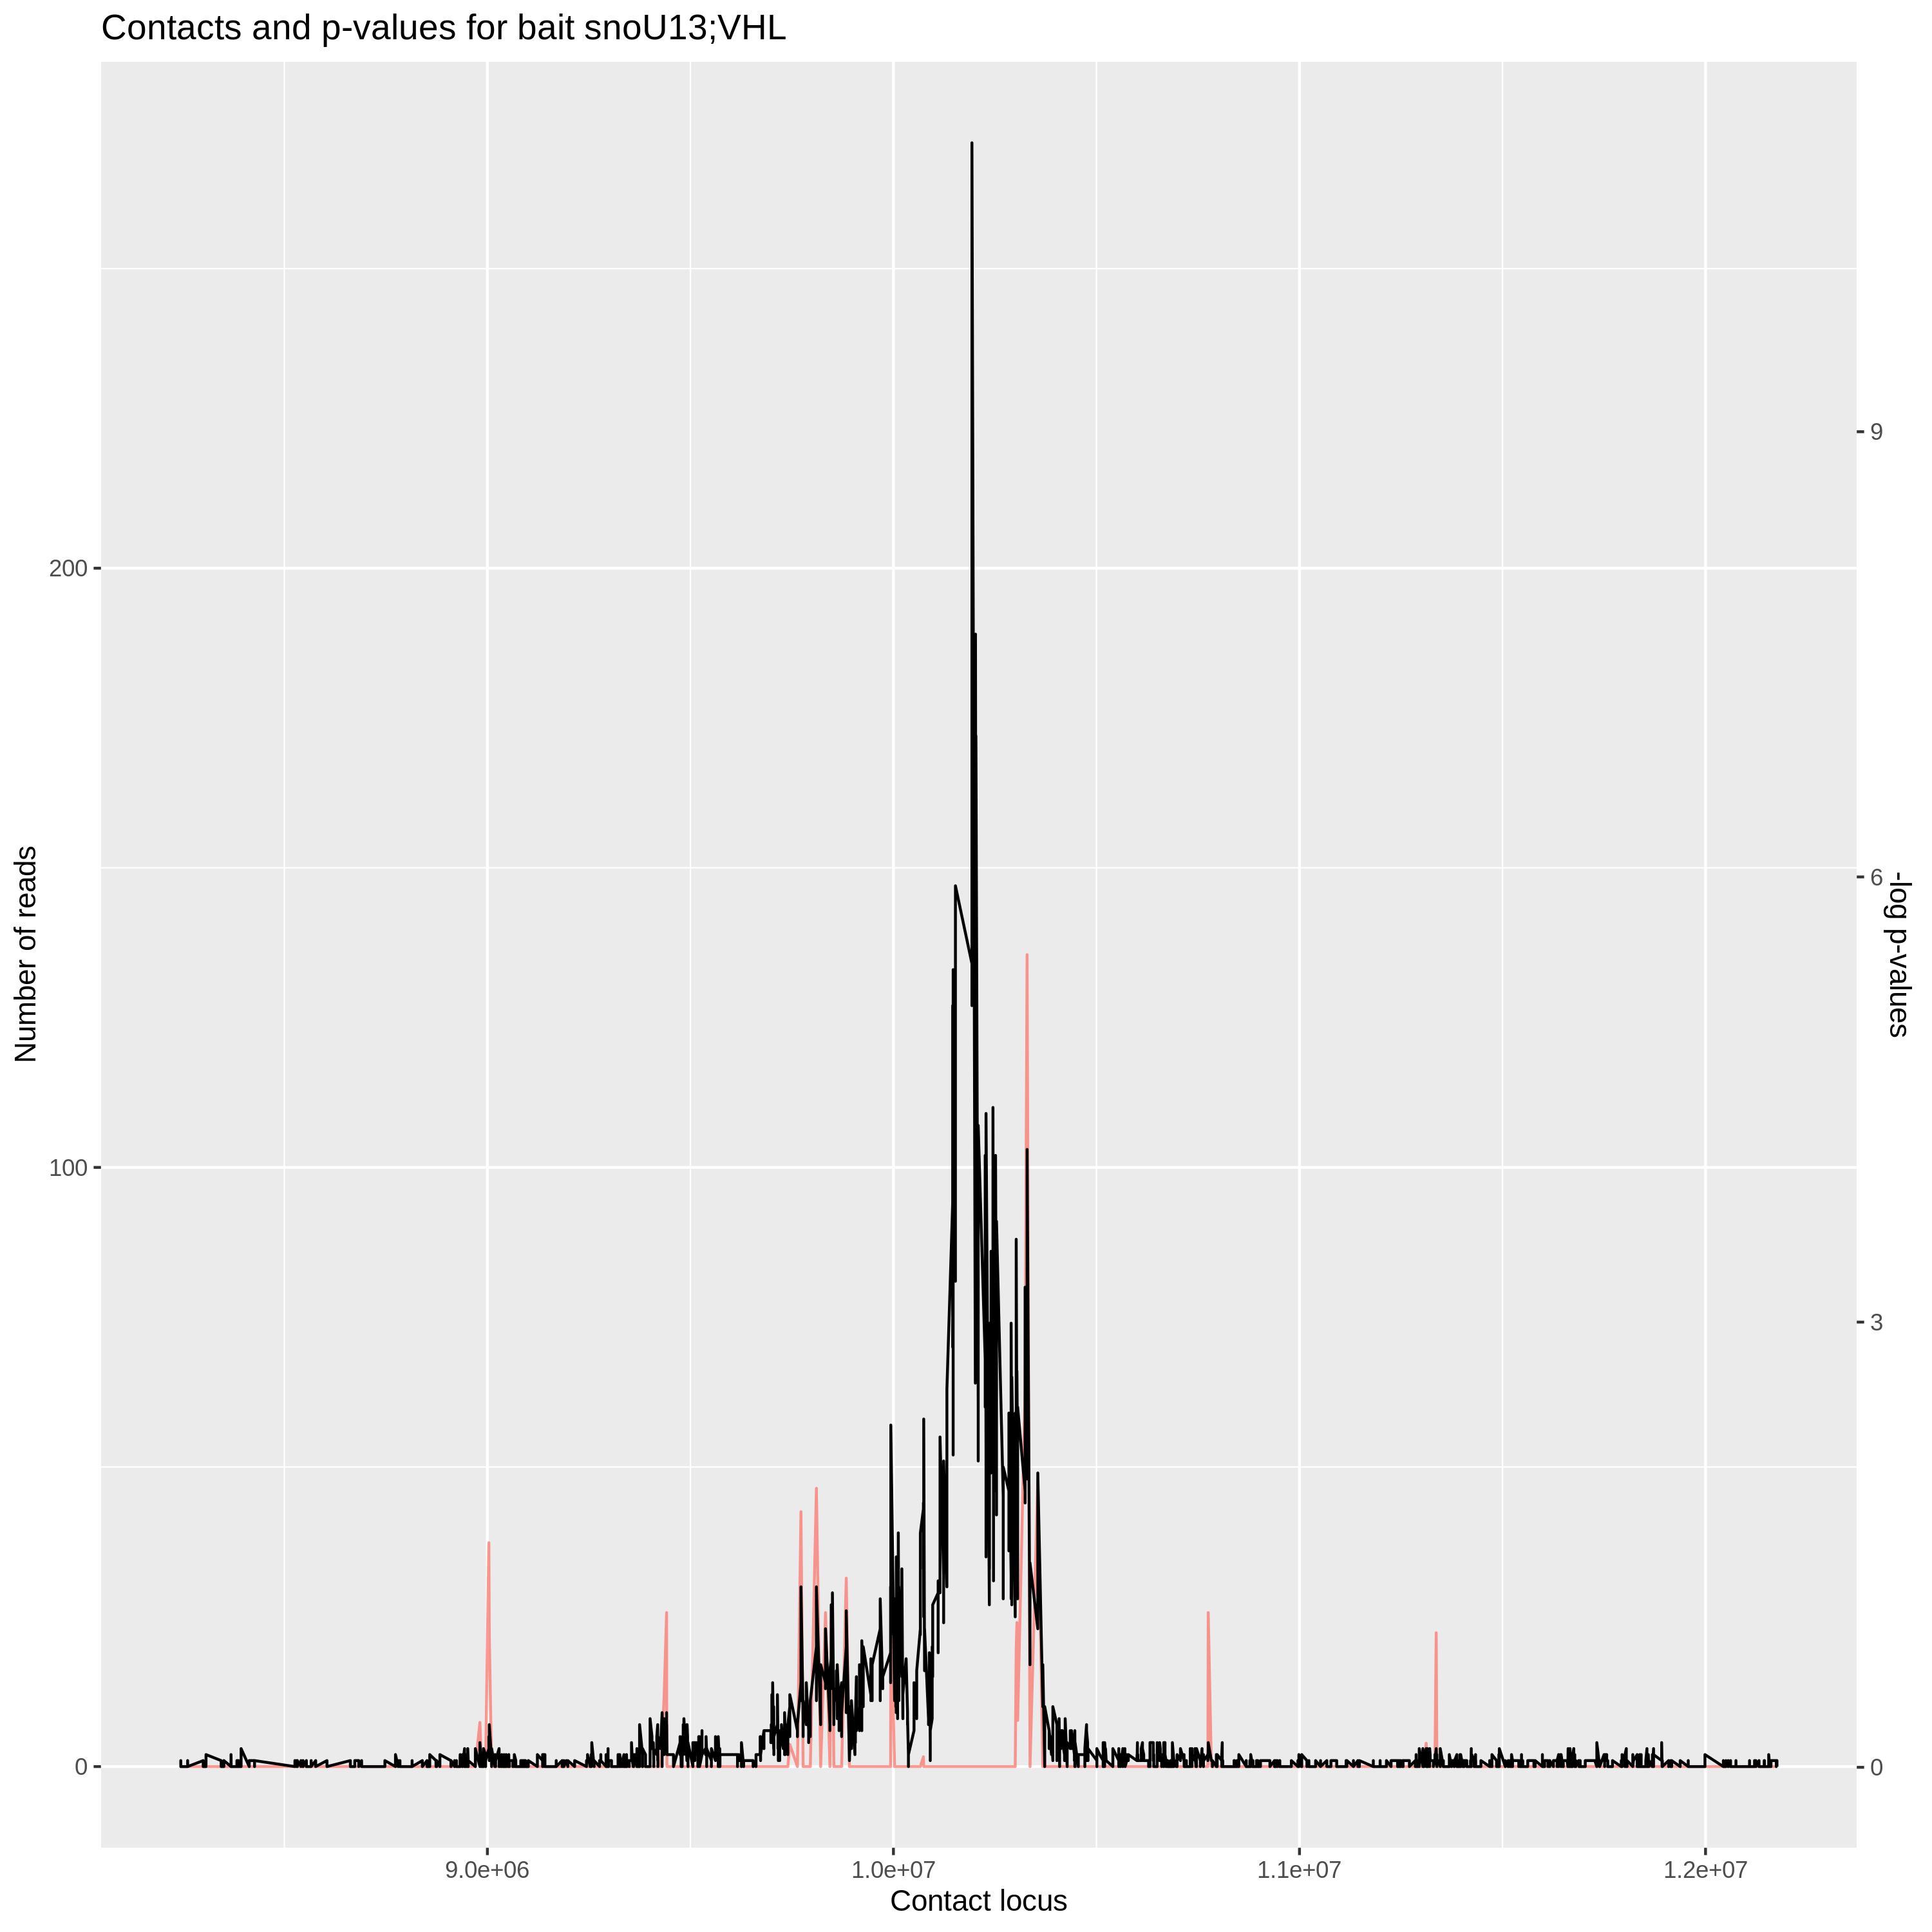 Contacts and p-values for bait snoU13;VHL
200
100
0
Number of reads
9
6
3
0
-log p-values
9.0e+06
1.0e+07
1.1e+07
1.2e+07
Contact locus